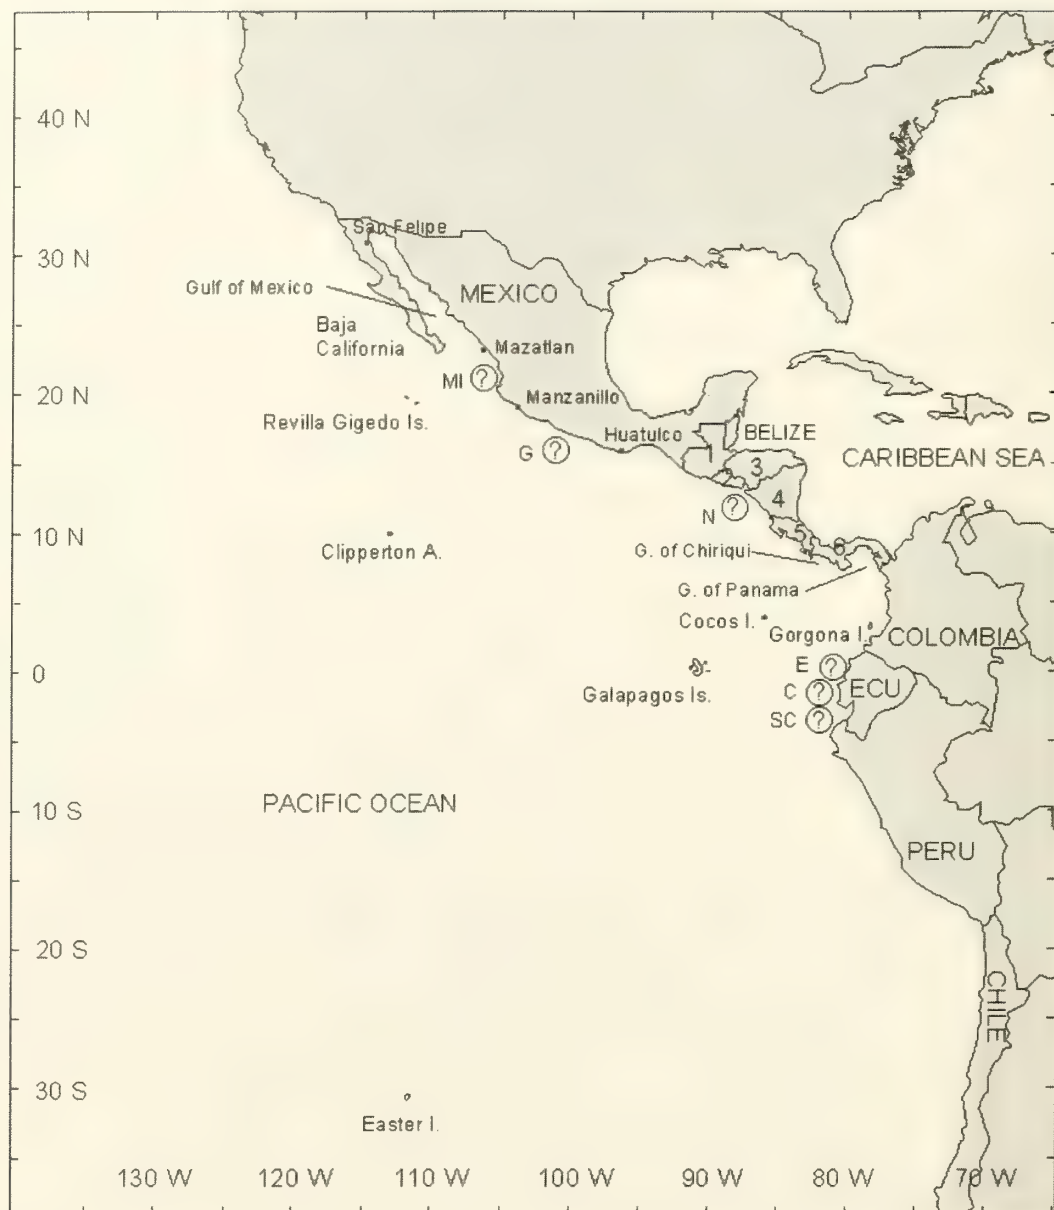 40 N
San Felipe
30 N
Gulf of Mexico
MEXICO
Baja
California
Mazatlan
MI ?
20 N
Manzanillo
Revilla Gigedo Is.
Huatulco
BELIZE
G ?
1
2
3
CARIBBEAN SEA
4
N ?
10 N
5
6
Clipperton A.
G. of Chiriqui
G. of Panama
Cocos I.
Gorgona I.
COLOMBIA
0
E ?
Galapagos Is.
C ?
ECU
SC ?
PACIFIC OCEAN
10 S
PERU
20 S
CHILE
30 S
Easter I.
130 W
120 W
110 W
100 W
90 W
80 W
70 W